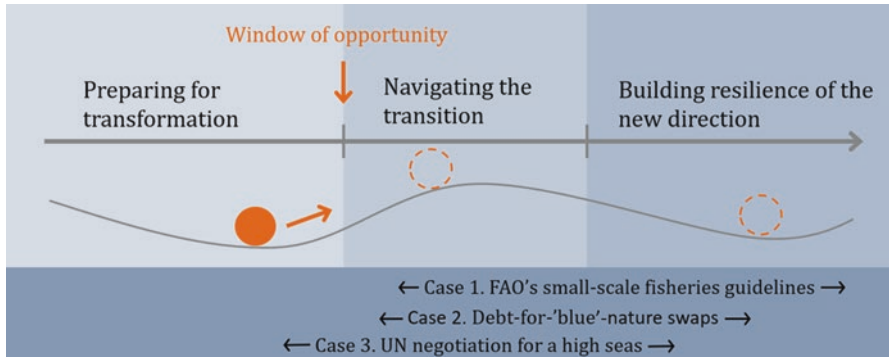 Window of opportunity
Preparing for
transformation
Navigating the
transition
Building resilience of the
new direction
Case 1. FAO's small-scale fisheries guidelines
Case 2. Debt-for-'blue'-nature swaps
Case 3. UN negotiation for a high seas